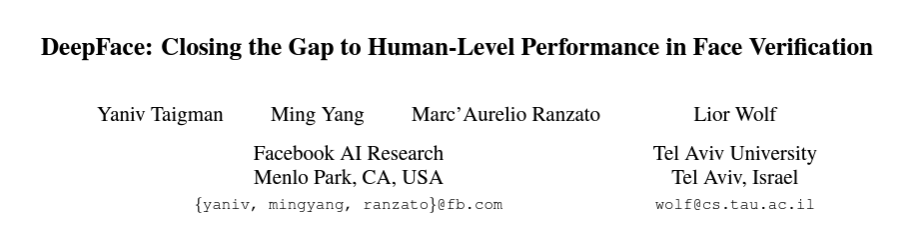 DeepFace: Closing the Gap to Human-Level Performance in Face Verification
Yaniv Taigman Ming Yang Marc'Aurelio Ranzato Lior Wolf
Facebook AI Research Tel Aviv University
Menlo Park, CA, USA Tel Aviv, Israel
{yaniv, mingyang, ranzato}@fb.com wolf@cs.tau.ac.il